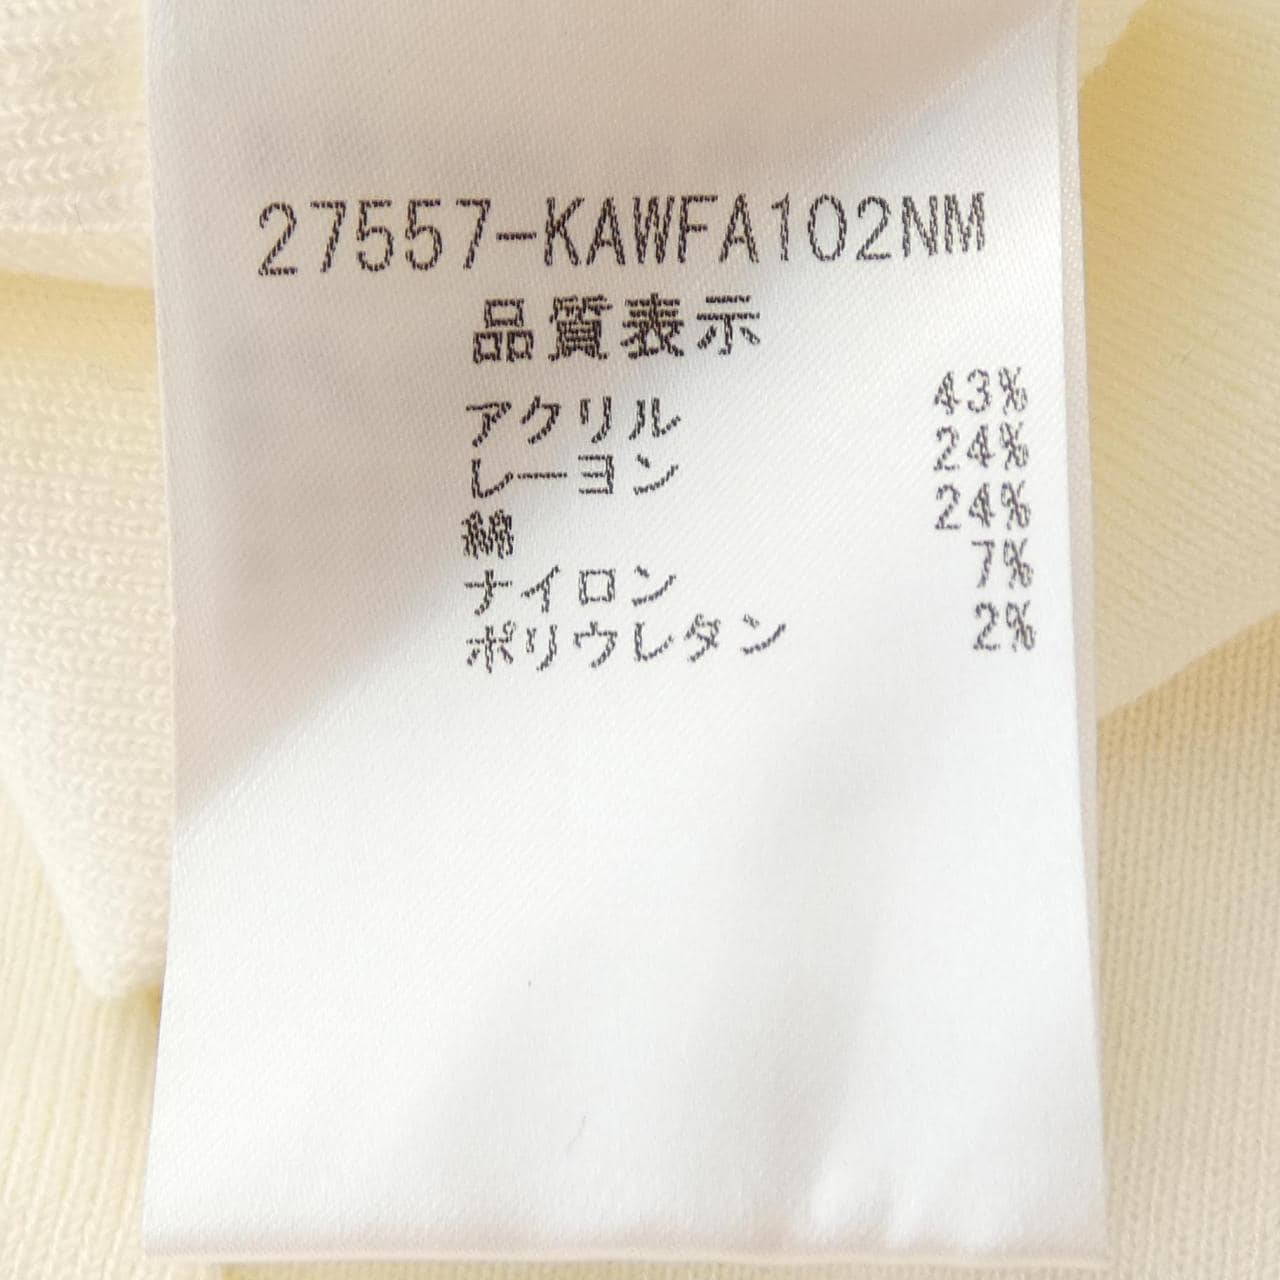 27557-KAWFA102NM
品質表示
アクリル 43%
レーヨン 24%
綿 24%
ナイロン 7%
ポリウレタン 2%